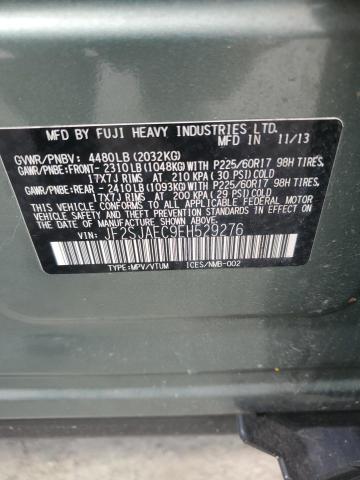 MFD BY FUJI HEAVY INDUSTRIES LTD.
MFD IN 11/13
GVWR/PNBV: 4480LB (2032KG)
GAWR/PNBE:FRONT- 2310LB (1048KG)WITH P225/60R17 98H TIRES,
17X7J RIMS AT 210 KPA (30 PSI)COLD
GAWR/PNBE:REAR - 2410LB (1093KG)WITH P225/60R17 98H TIRES,
17X7J RIMS AT 200 KPA (29 PSI)COLD
THIS VEHICLE CONFORMS TO ALL APPLICABLE FEDERAL
MOTOR VEHICLE SAFETY, BUMPER, AND THEFT
PREVENTION STANDARDS IN EFFECT ON THE DATE OF
MANUFACTURE SHOWN ABOVE.
VIN: JF2SJAEC9EH529276
TYPE:MPV/VTUM ICES/NMB-002